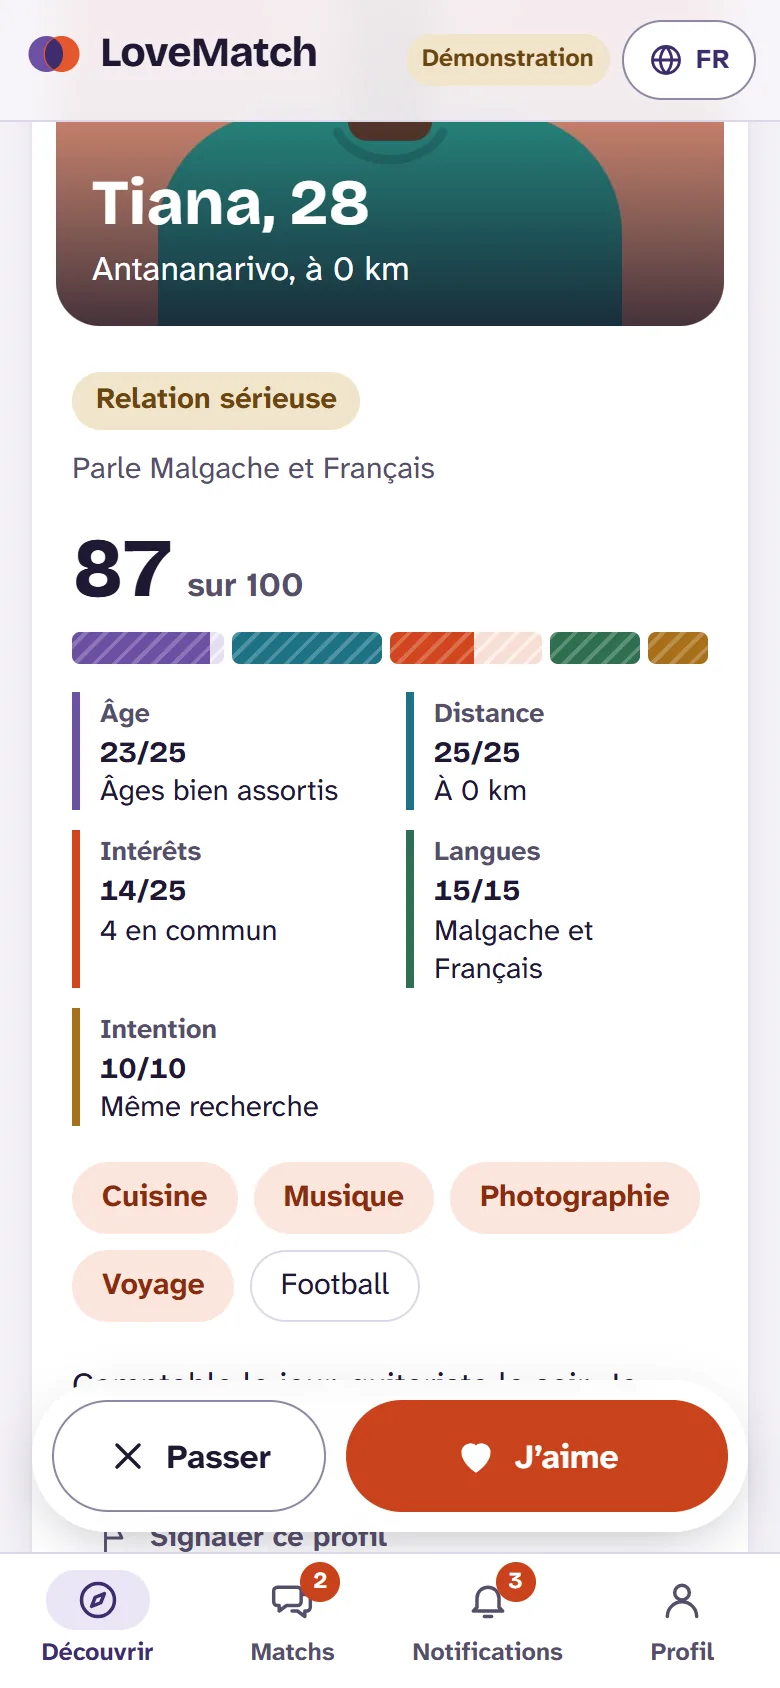 LoveMatch
Démonstration
FR
Tiana, 28
Antananarivo, à 0 km
Relation sérieuse
Parle Malgache et Français
87 sur 100
Âge
23/25
Âges bien assortis
Distance
25/25
À 0 km
Intérêts
14/25
4 en commun
Langues
15/15
Malgache et
Français
Intention
10/10
Même recherche
Cuisine
Musique
Photographie
Voyage
Football
Passer
J’aime
Signaler ce profil
2
3
Découvrir
Matchs
Notifications
Profil